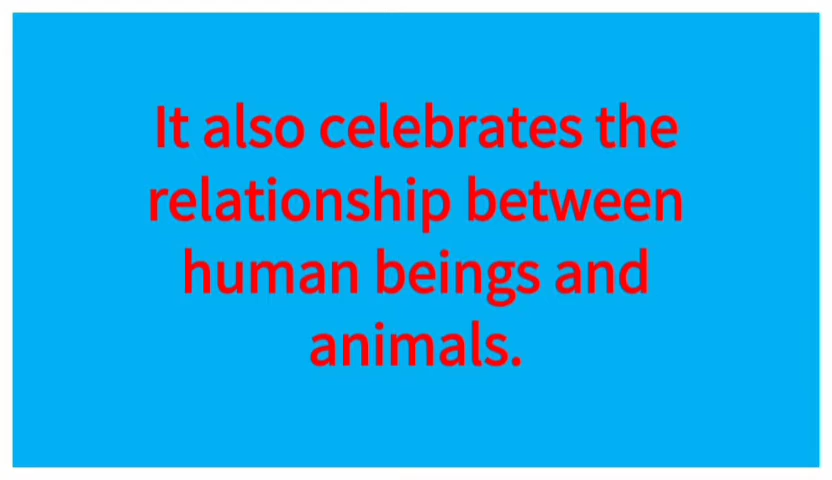 It also celebrates the
relationship between
human beings and
animals.